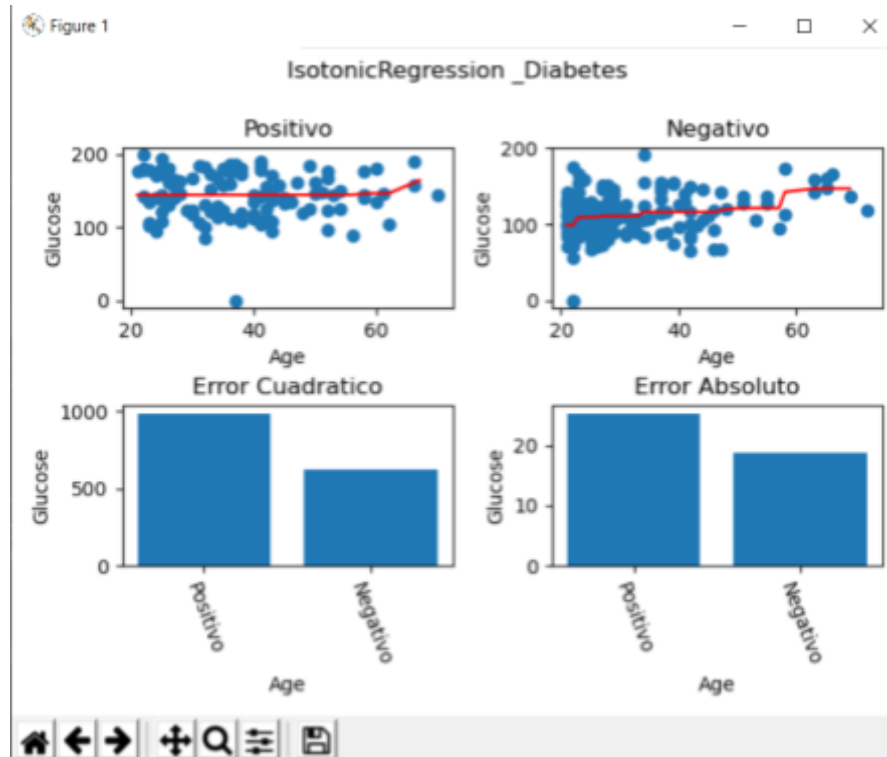 Figure 1
IsotonicRegression _Diabetes
Positivo
200
100
0
Glucose
20
40
60
Age
Negativo
200
100
0
Glucose
20
40
60
Age
Error Cuadratico
1000
500
0
Glucose
Positivo
Negativo
Age
Error Absoluto
20
10
0
Glucose
Positivo
Negativo
Age